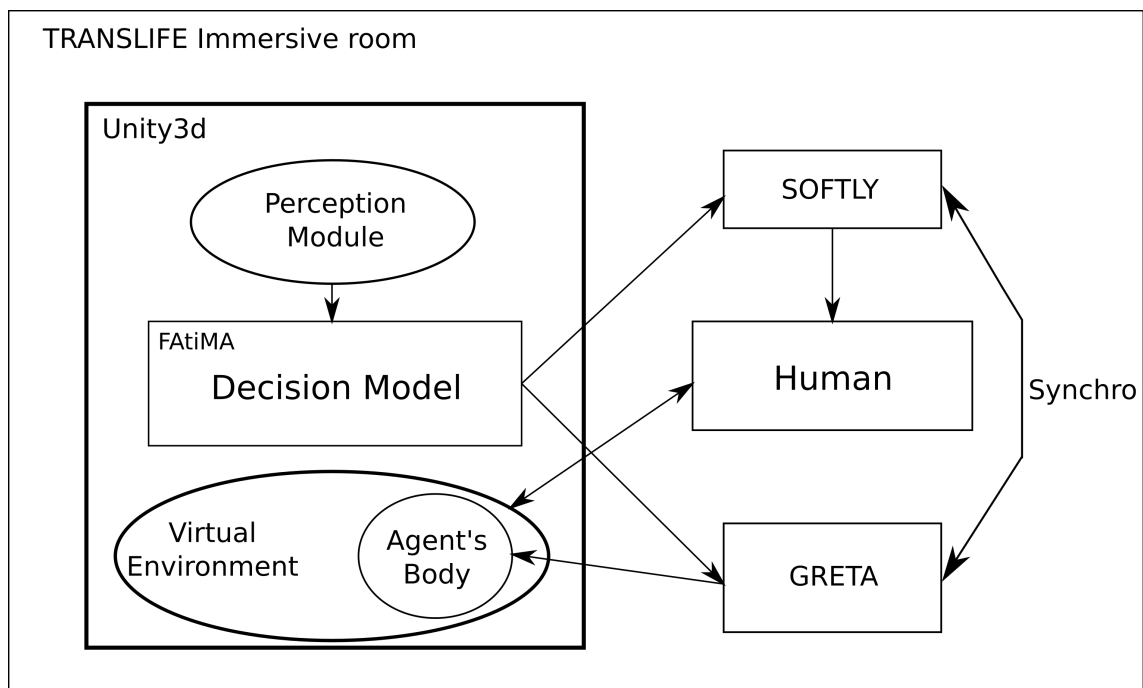 TRANSLIFE Immersive room
Unity3d
Perception
Module
SOFTLY
FAtiMA
Decision Model
Human
Synchro
Virtual
Environment
Agent's
Body
GRETA